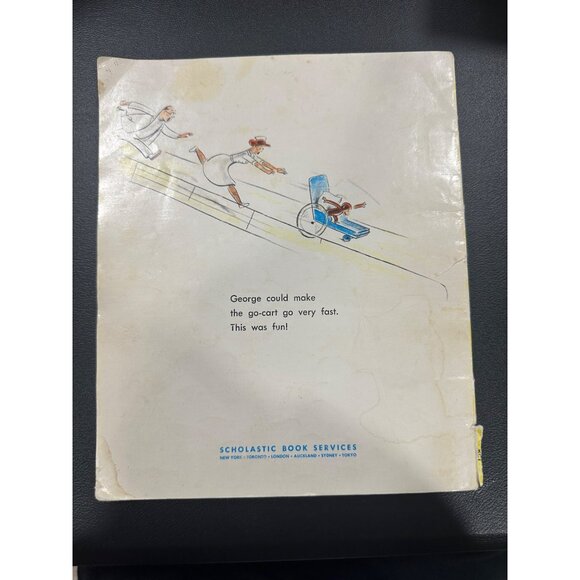 George could make
the go-cart go very fast.
This was fun!
SCHOLASTIC BOOK SERVICES
NEW YORK • TORONTO • LONDON • AUCKLAND • SYDNEY • TOKYO